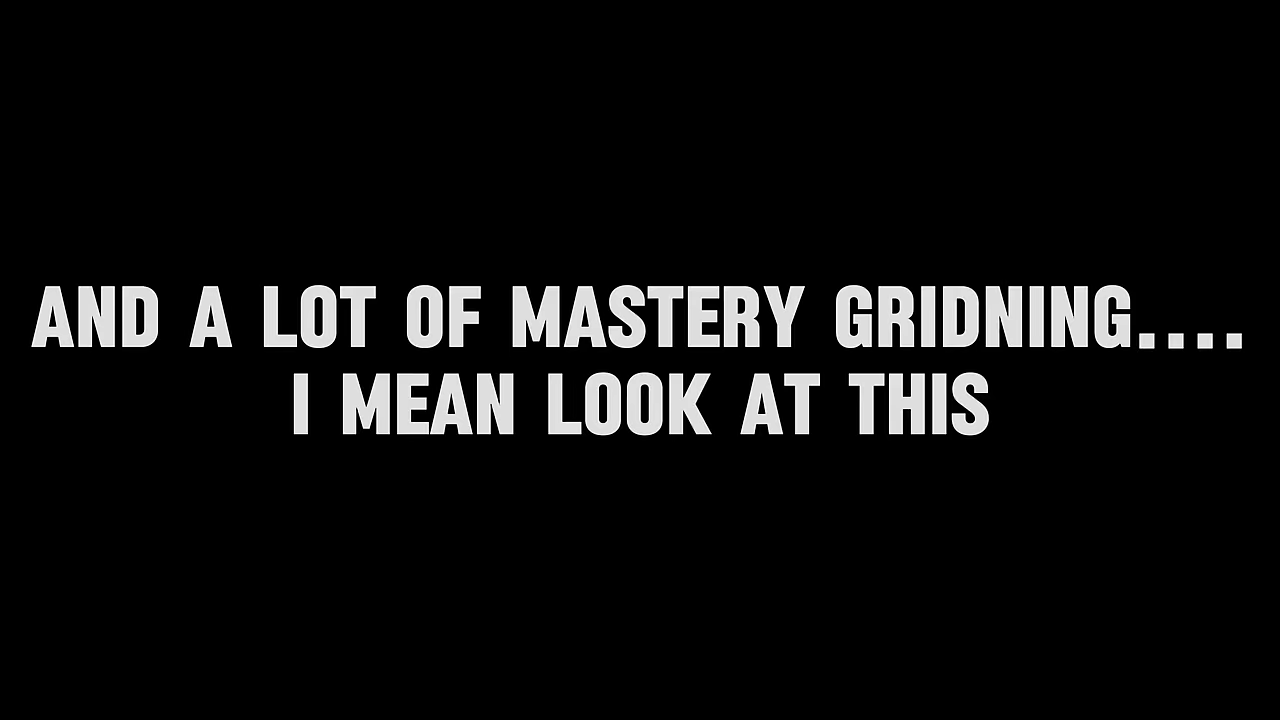 AND A LOT OF MASTERY GRIDNING....
I MEAN LOOK AT THIS